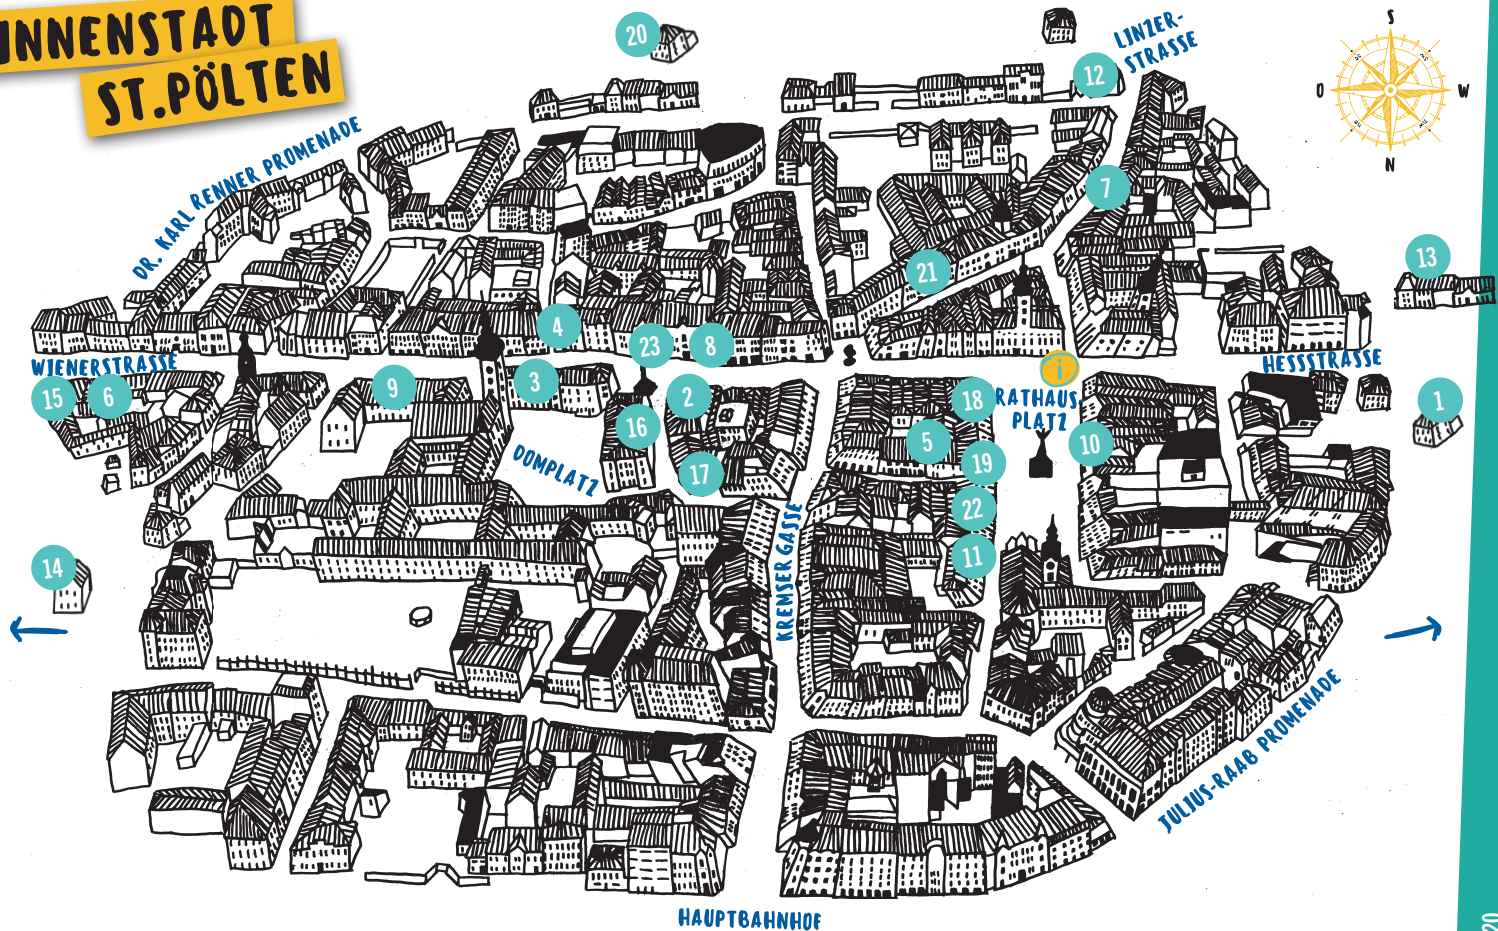 INNENSTADT
ST.PÖLTEN
20
LINZER-
STRASSE
12
S
O
W
N
DR. KARL RENNER PROMENADE
7
13
21
4
23
8
WIENERSTRASSE
HESSSTRASSE
i
15
6
9
3
2
18
RATHAUS-
PLATZ
1
16
5
10
DOMPLATZ
17
19
22
KREMSER GASSE
11
14
JULIUS-RAAB PROMENADE
HAUPTBAHNHOF
20